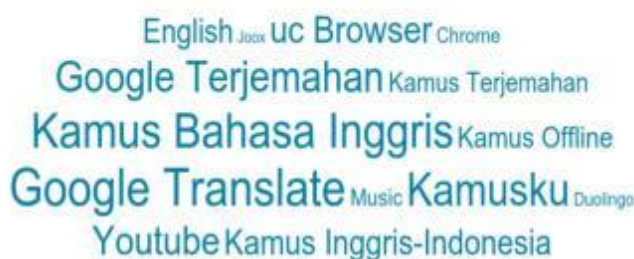 English Joox uc Browser Chrome
Google Terjemahan Kamus Terjemahan
Kamus Bahasa Inggris Kamus Offline
Google Translate Music Kamusku Duolingo
Youtube Kamus Inggris-Indonesia